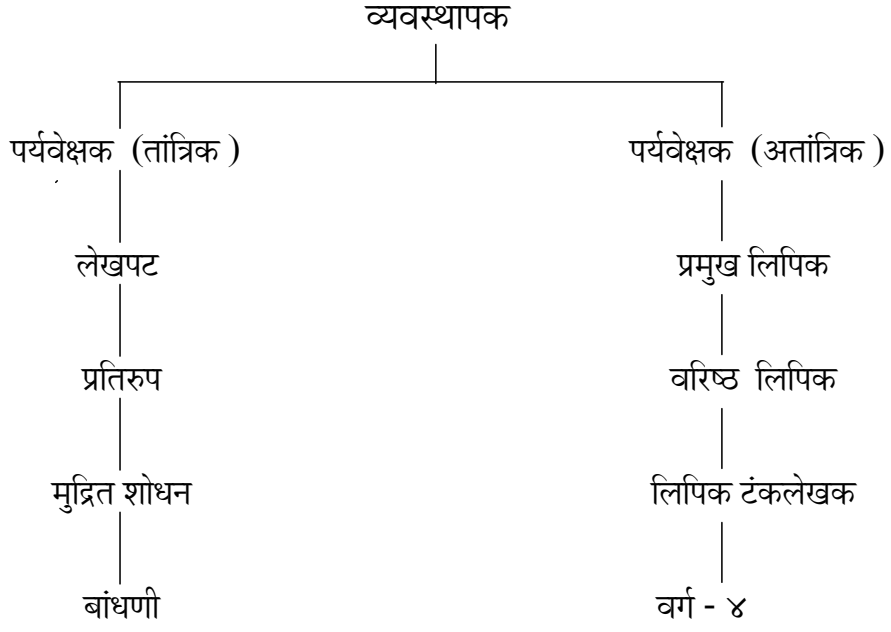 व्यवस्थापक
पर्यवेक्षक (तांत्रिक ) पर्यवेक्षक (अतांत्रिक )
लेखपट प्रमुख लिपिक
प्रतिरुप वरिष्ठ लिपिक
मुद्रित शोधन लिपिक टंकलेखक
बांधणी वर्ग - ४